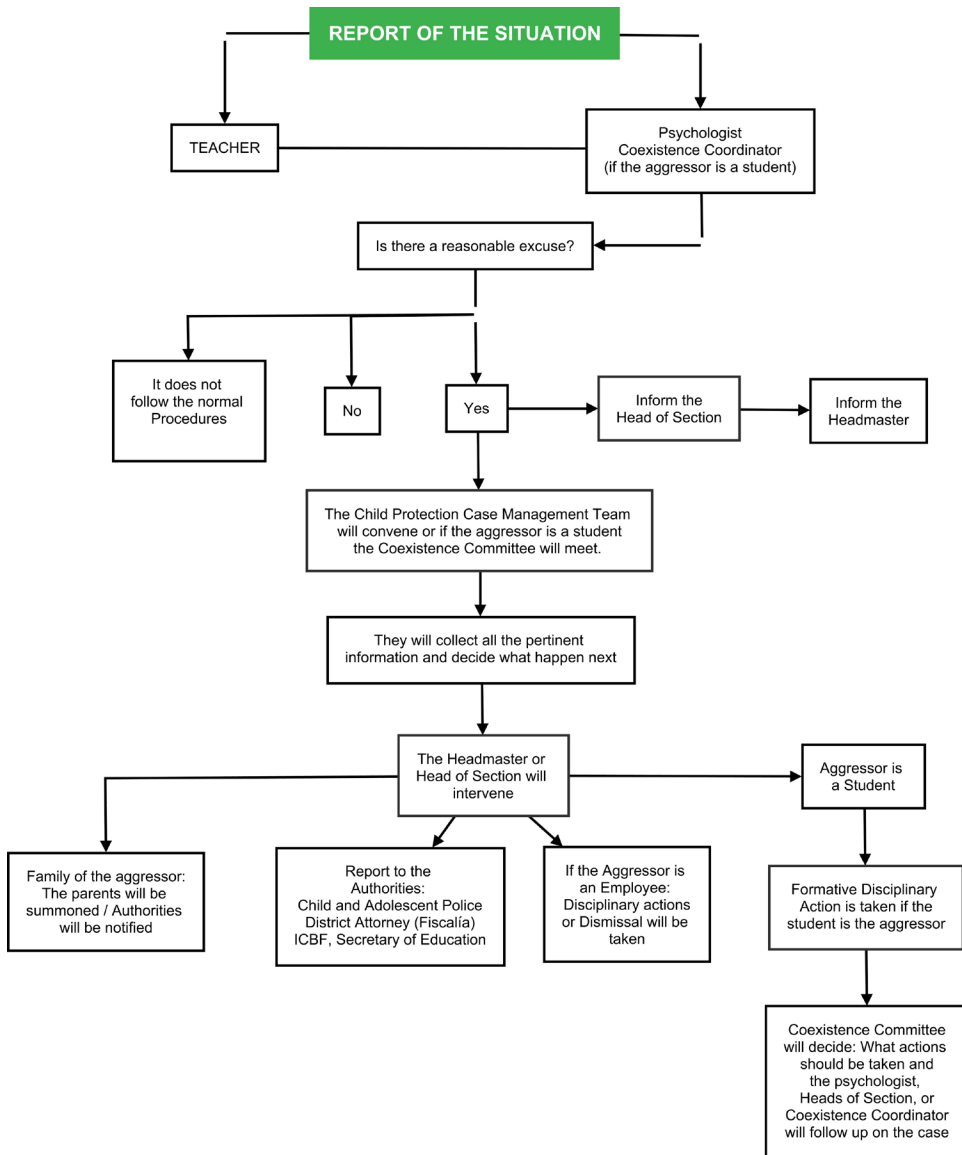 REPORT OF THE SITUATION
TEACHER
Psychologist
Coexistence Coordinator
(if the aggressor is a student)
Is there a reasonable excuse?
It does not
follow the normal
Procedures
No
Yes
Inform the
Head of Section
Inform the
Headmaster
The Child Protection Case Management Team
will convene or if the aggressor is a student
the Coexistence Committee will meet.
They will collect all the pertinent
information and decide what happen next
The Headmaster or
Head of Section will
intervene
Aggressor is
a Student
Family of the aggressor:
The parents will be
summoned / Authorities
will be notified
Report to the
Authorities:
Child and Adolescent Police
District Attorney (Fiscalía)
ICBF, Secretary of Education
If the Aggressor is
an Employee:
Disciplinary actions
or Dismissal will be
taken
Formative Disciplinary
Action is taken if the
student is the aggressor
Coexistence Committee
will decide: What actions
should be taken and
the psychologist,
Heads of Section, or
Coexistence Coordinator
will follow up on the case